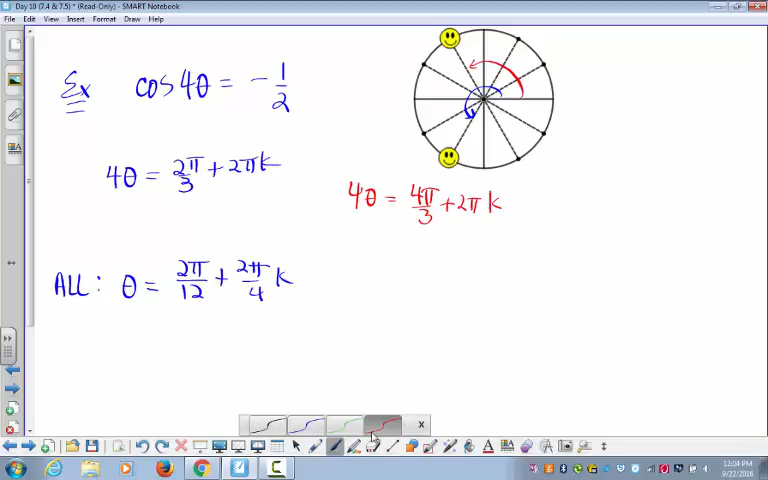 Day 10 (7.4 & 7.5) * (Read-Only) - SMART Notebook
File Edit View Insert Format Draw Help
Ex cos 4θ = -1/2
4θ = 2π/3 + 2πk
4θ = 4π/3 + 2πk
ALL: θ = 2π/12 + 2π/4 k
x
12:04 PM
9/22/2016